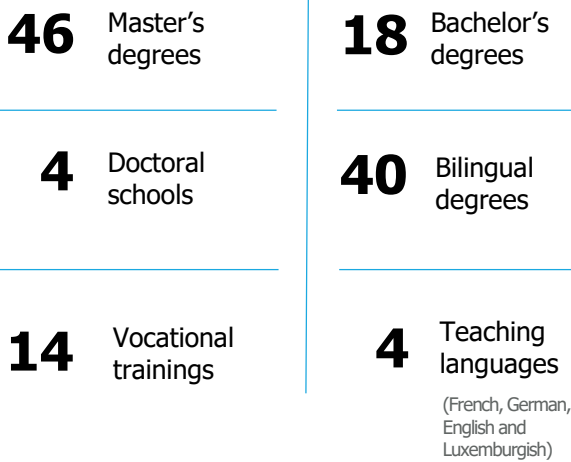 46 Master's
degrees
18 Bachelor's
degrees
4 Doctoral
schools
40 Bilingual
degrees
14 Vocational
trainings
4 Teaching
languages
(French, German,
English and
Luxemburgish)